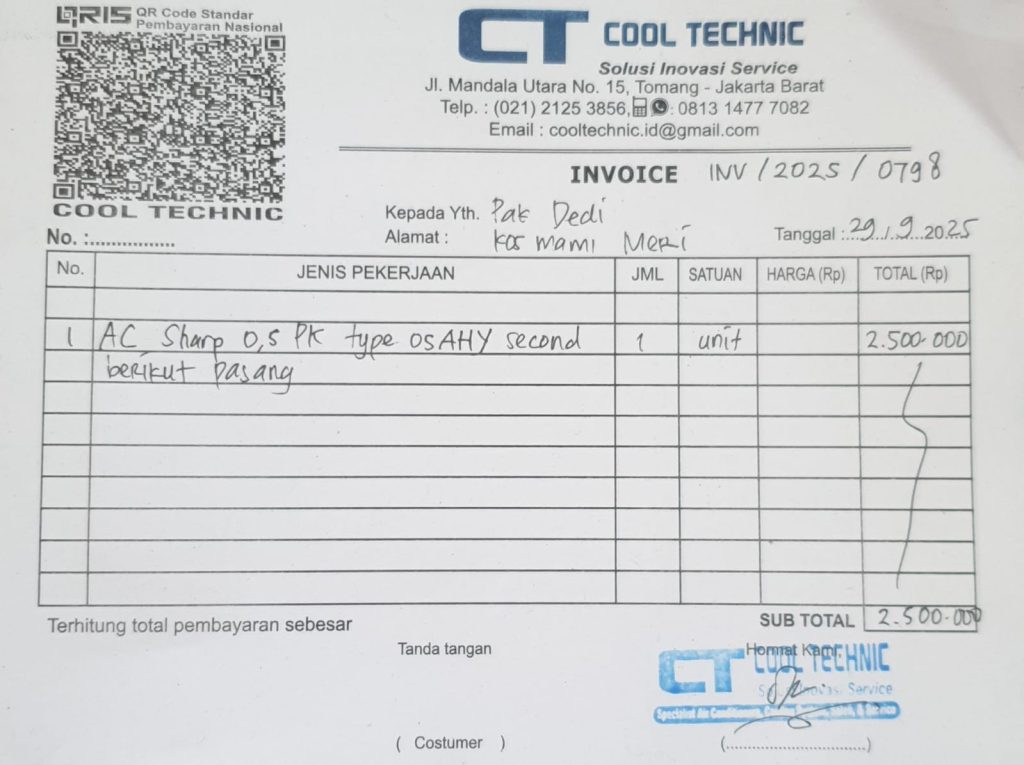 QRIS QR Code Standar
Pembayaran Nasional
COOL TECHNIC
CT COOL TECHNIC
Solusi Inovasi Service
Jl. Mandala Utara No. 15, Tomang - Jakarta Barat
Telp. : (021) 2125 3856, : 0813 1477 7082
Email : cooltechnic.id@gmail.com
INVOICE INV / 2025 / 0798
Kepada Yth. Pak Dedi
Alamat : Kos mami Meri
Tanggal : 29 / 9 2025
No. :.................
No. JENIS PEKERJAAN JML SATUAN HARGA (Rp) TOTAL (Rp)
1 AC Sharp 0,5 PK type 05AHY second 1 unit 2.500.000
berikut pasang
SUB TOTAL 2.500.000
Terhitung total pembayaran sebesar
Tanda tangan
Hormat Kami,
CT COOL TECHNIC
Solusi Inovasi Service
( Costumer )
(..............................)